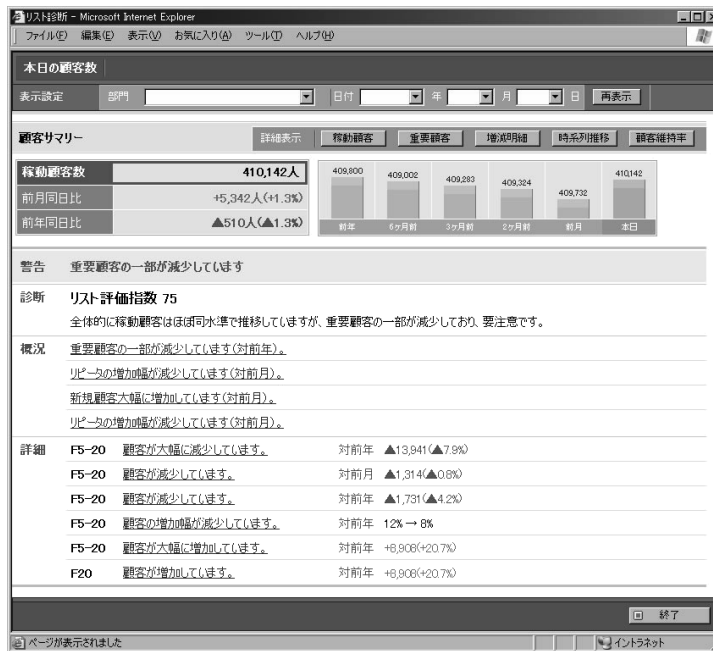 リスト診断 - Microsoft Internet Explorer
ファイル(F) 編集(E) 表示(V) お気に入り(A) ツール(T) ヘルプ(H)
本日の顧客数
表示設定 部門 日付 年 月 日 再表示
顧客サマリー 詳細表示 稼動顧客 重要顧客 増減明細 時系列推移 顧客維持率
稼動顧客数 410,142人
前月同日比 +5,342人(+1.3%)
前年同日比 ▲510人(▲1.3%)
409,800 409,002 409,283 409,324 409,732 410,142
前年 6ヶ月前 3ヶ月前 2ヶ月前 前月 本日
警告 重要顧客の一部が減少しています
診断 リスト評価指数 75
全体的に稼動顧客はほぼ同水準で推移していますが、重要顧客の一部が減少しており、要注意です。
概況 重要顧客の一部が減少しています(対前年)。
リピータの増加幅が減少しています(対前月)。
新規顧客大幅に増加しています(対前月)。
リピータの増加幅が減少しています(対前月)。
詳細 F5-20 顧客が大幅に減少しています。 対前年 ▲13,941(▲7.9%)
F5-20 顧客が減少しています。 対前月 ▲1,314(▲0.8%)
F5-20 顧客が減少しています。 対前年 ▲1,731(▲4.2%)
F5-20 顧客の増加幅が減少しています。 対前年 12%→8%
F5-20 顧客が大幅に増加しています。 対前年 +8,908(+20.7%)
F20 顧客が増加しています。 対前年 +8,908(+20.7%)
終了
ページが表示されました イントラネット